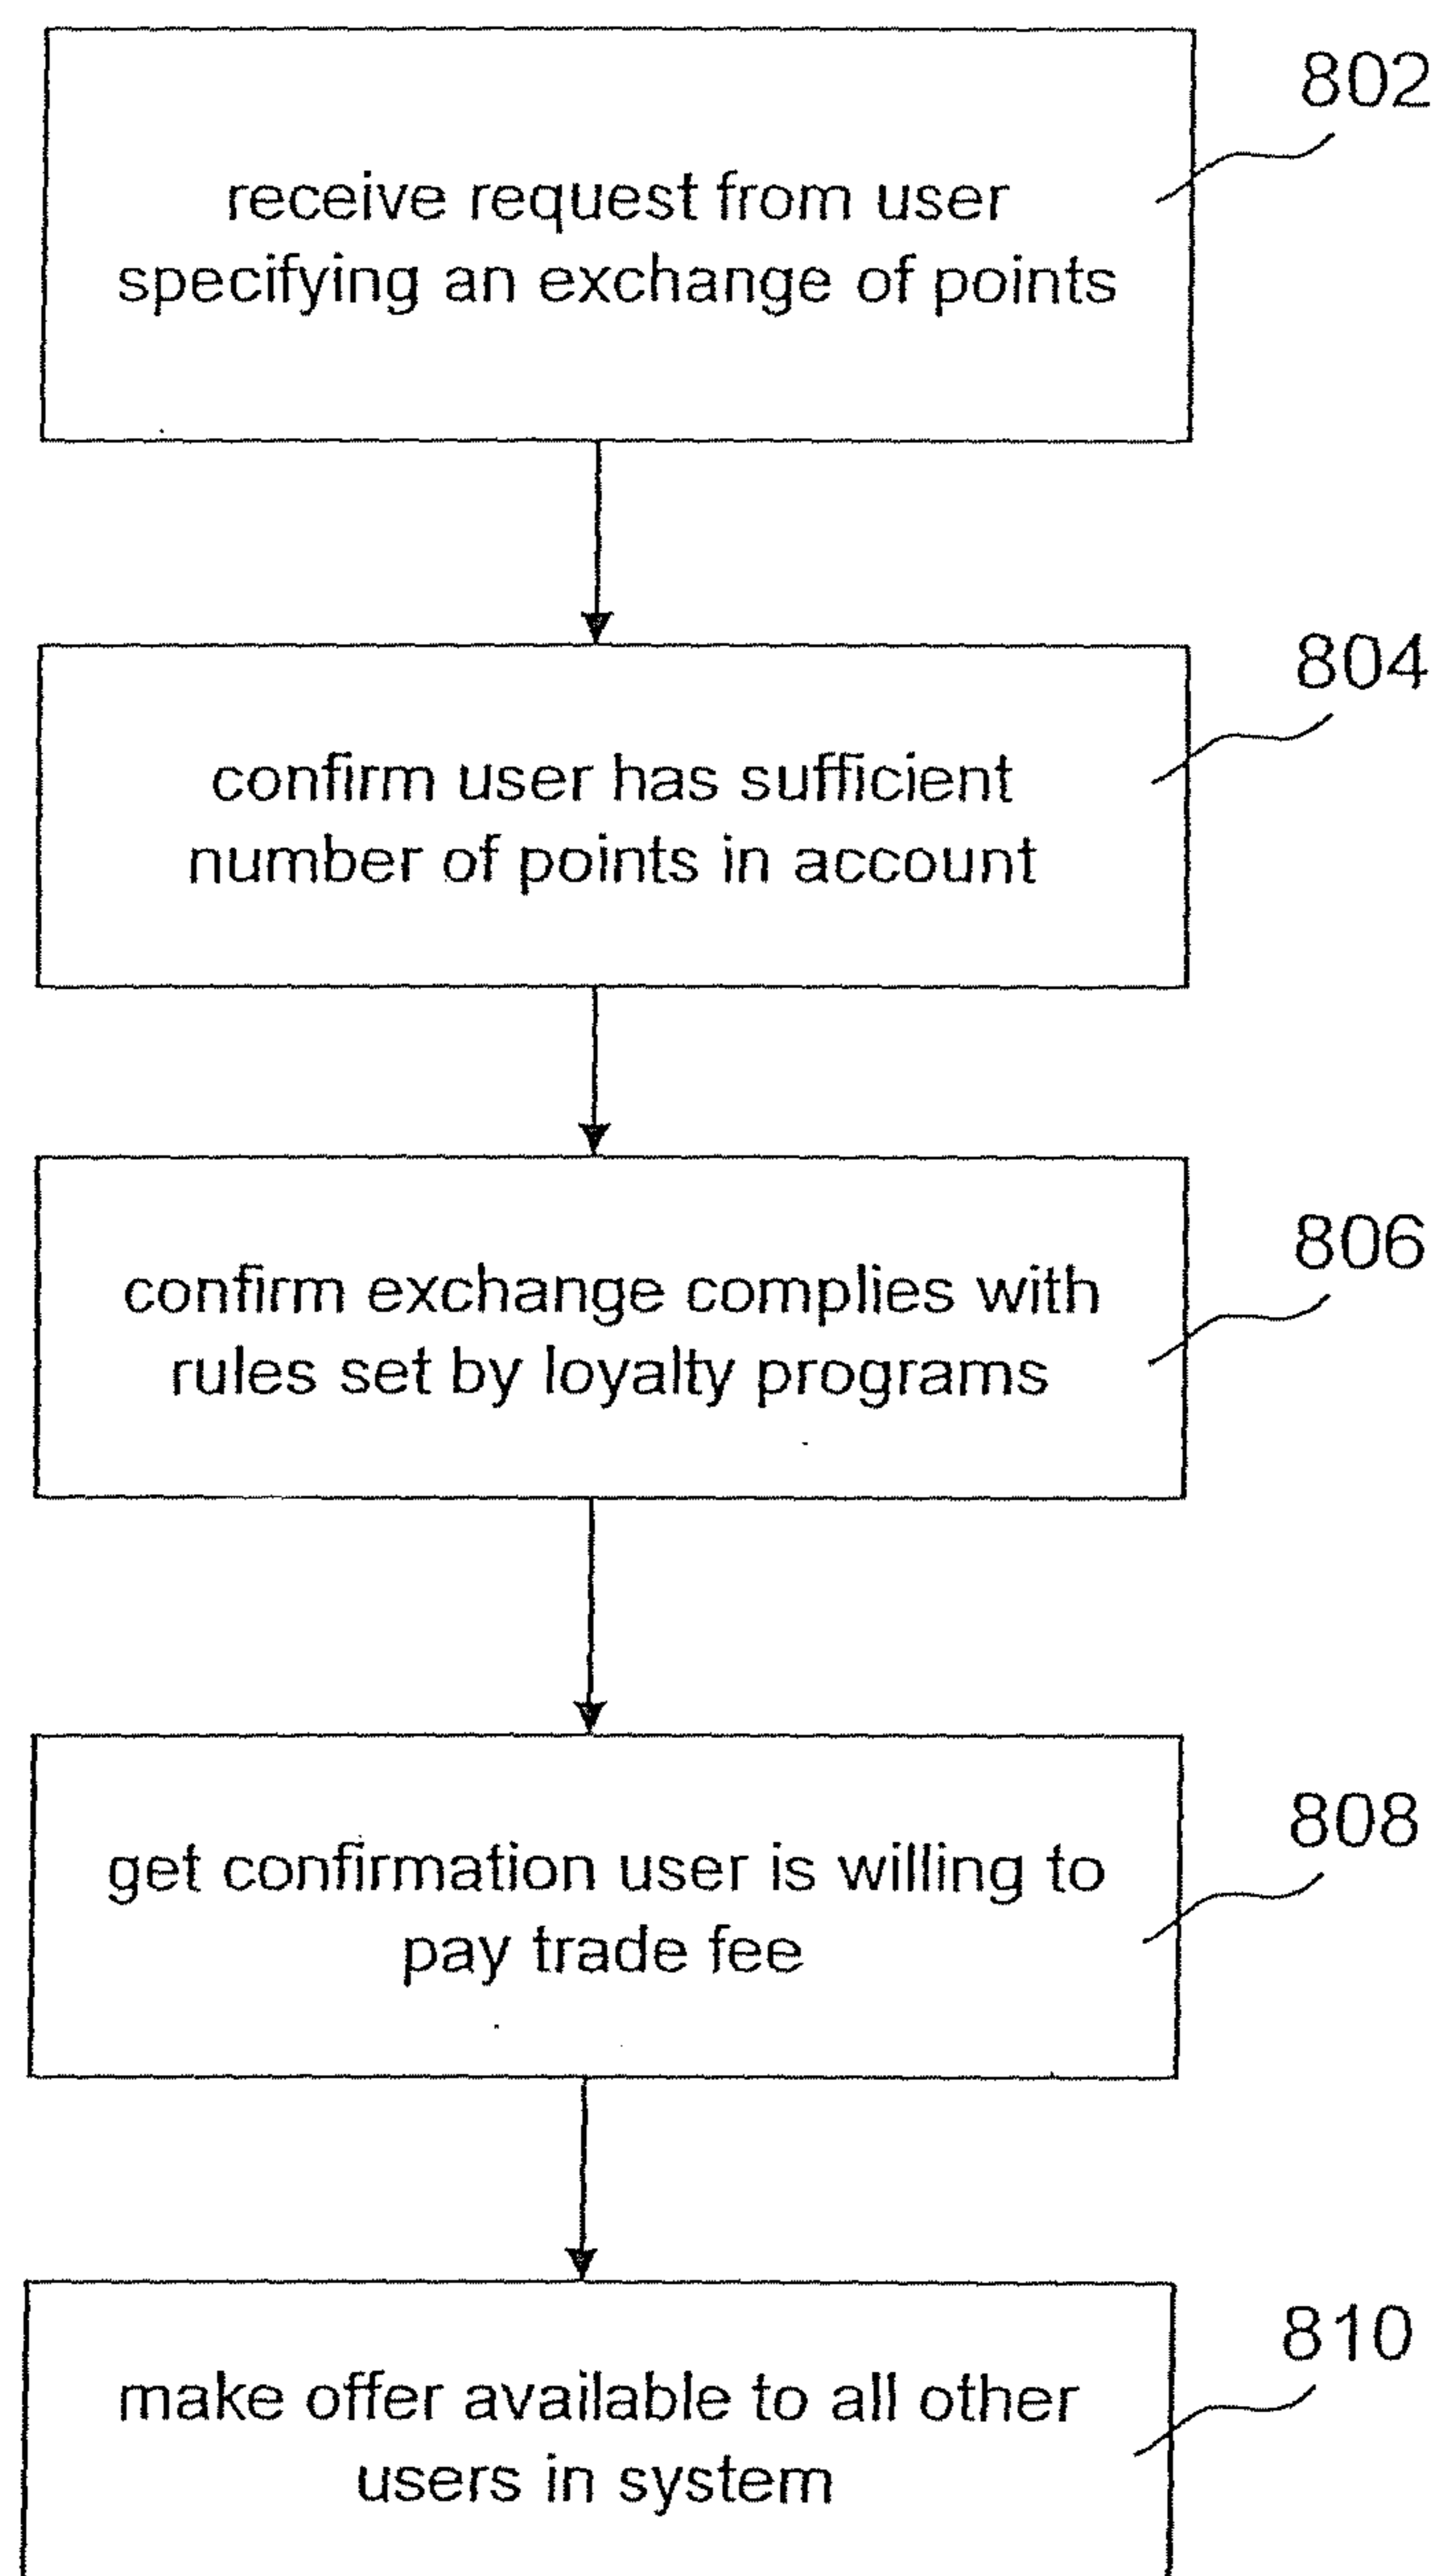 802
receive request from user
specifying an exchange of points
804
confirm user has sufficient
number of points in account
806
confirm exchange complies with
rules set by loyalty programs
808
get confirmation user is willing to
pay trade fee
810
make offer available to all other
users in system